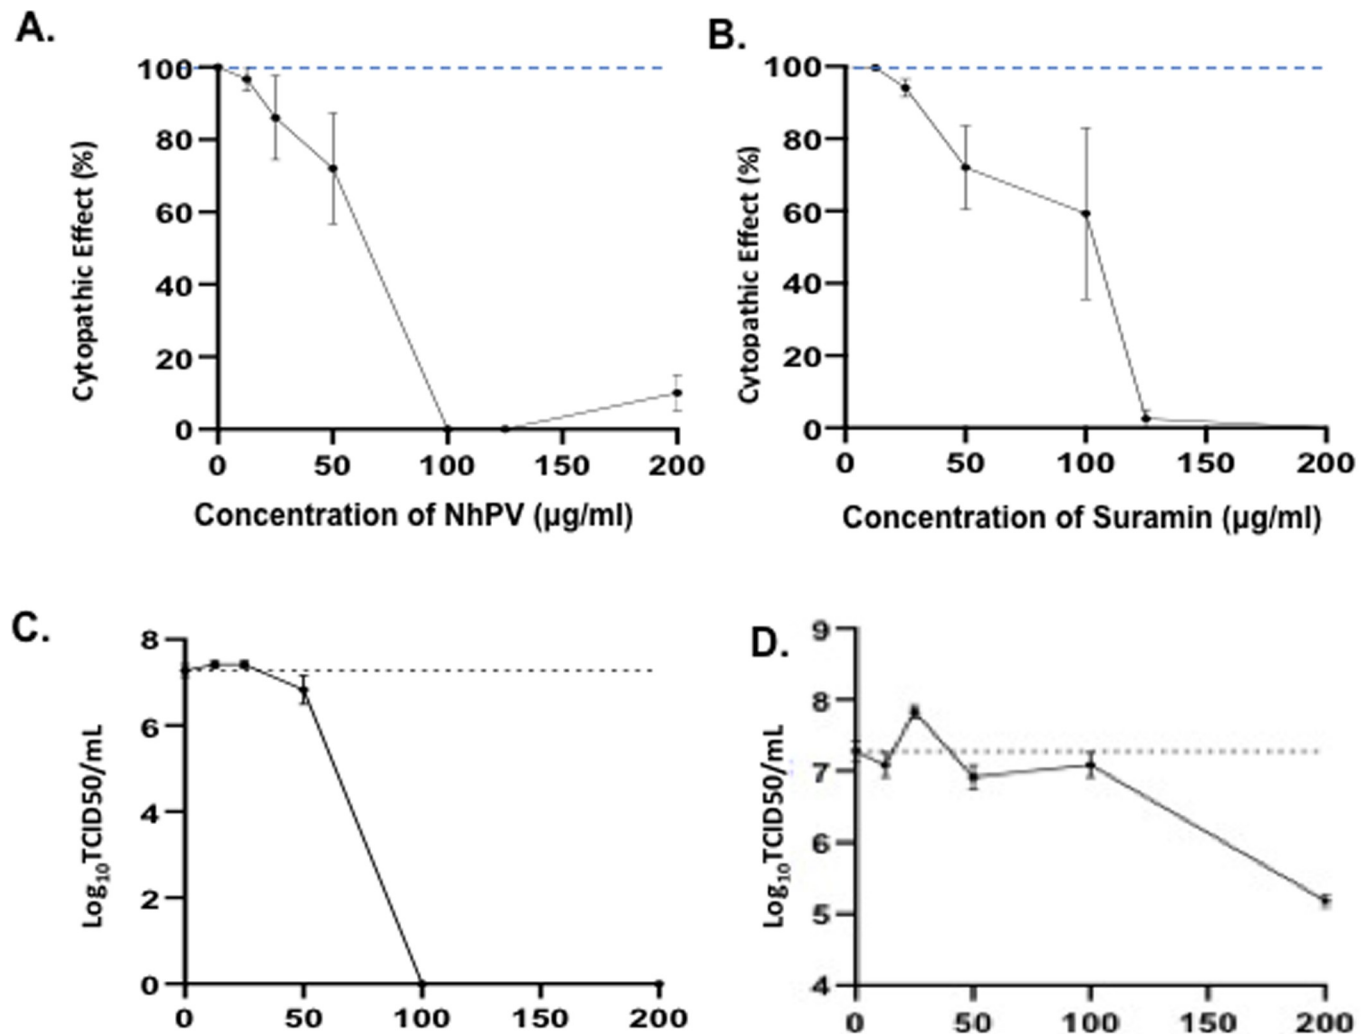 A.
100
80
60
40
20
0
Cytopathic Effect (%)
0 50 100 150 200
Concentration of NhPV (µg/ml)
B.
100
80
60
40
20
0
Cytopathic Effect (%)
0 50 100 150 200
Concentration of Suramin (µg/ml)
C.
8
6
4
2
0
Log₁₀TCID50/mL
0 50 100 150 200
D.
9
8
7
6
5
4
Log₁₀TCID50/mL
0 50 100 150 200